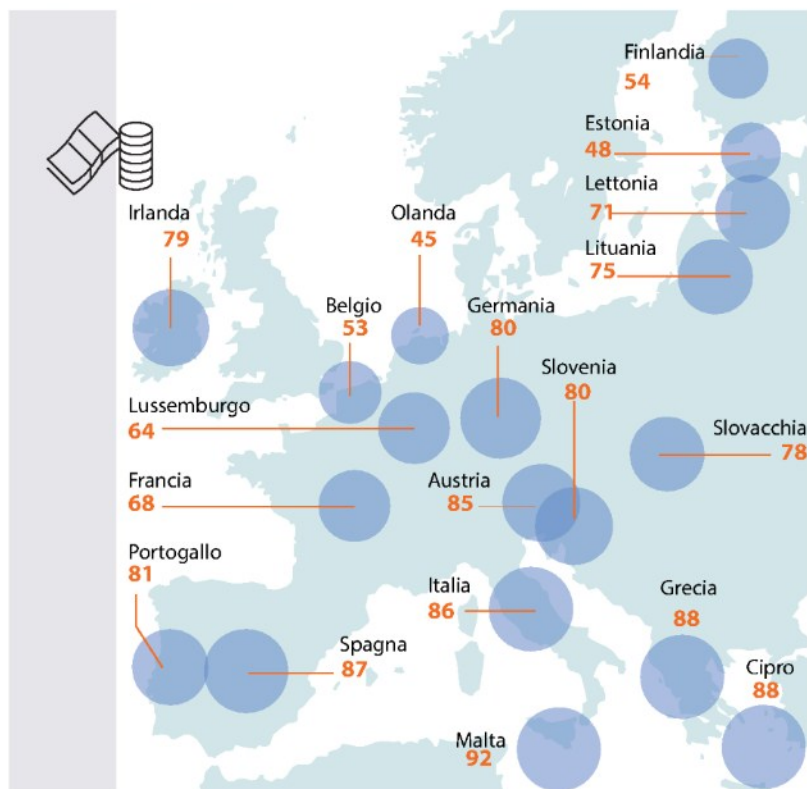 Finlandia
54
Estonia
48
Lettonia
71
Lituania
75
Irlanda
79
Olanda
45
Belgio
53
Germania
80
Slovenia
80
Lussemburgo
64
Slovacchia
78
Francia
68
Austria
85
Portogallo
81
Italia
86
Grecia
88
Spagna
87
Cipro
88
Malta
92